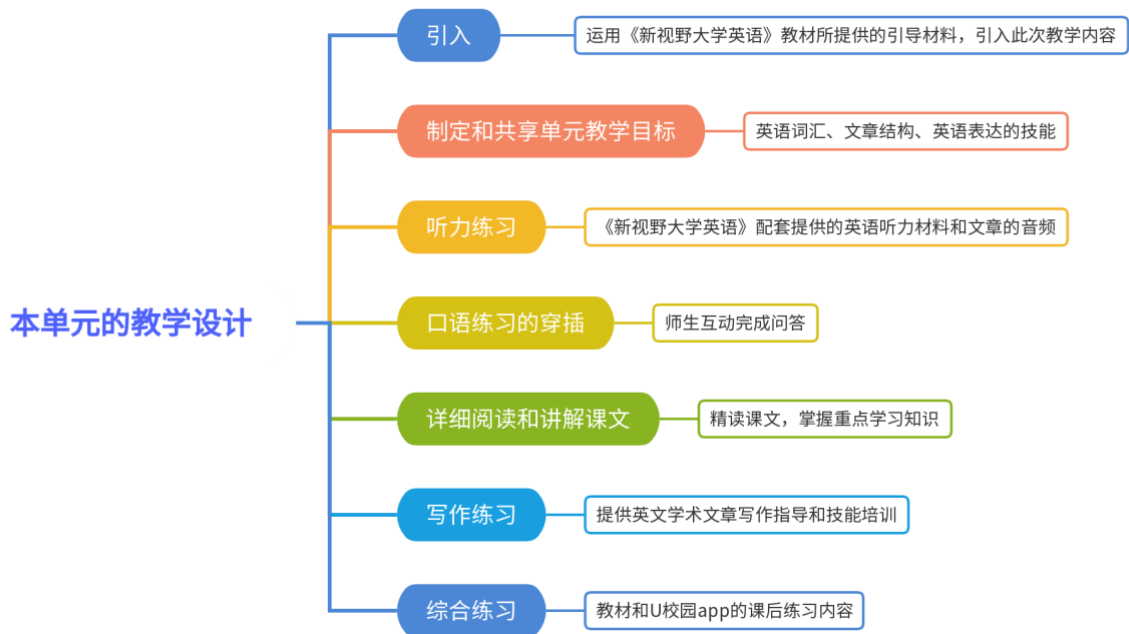 引入
运用《新视野大学英语》教材所提供的引导材料，引入此次教学内容
制定和共享单元教学目标
英语词汇、文章结构、英语表达的技能
听力练习
《新视野大学英语》配套提供的英语听力材料和文章的音频
本单元的教学设计
口语练习的穿插
师生互动完成问答
详细阅读和讲解课文
精读课文，掌握重点学习知识
写作练习
提供英文学术文章写作指导和技能培训
综合练习
教材和U校园app的课后练习内容